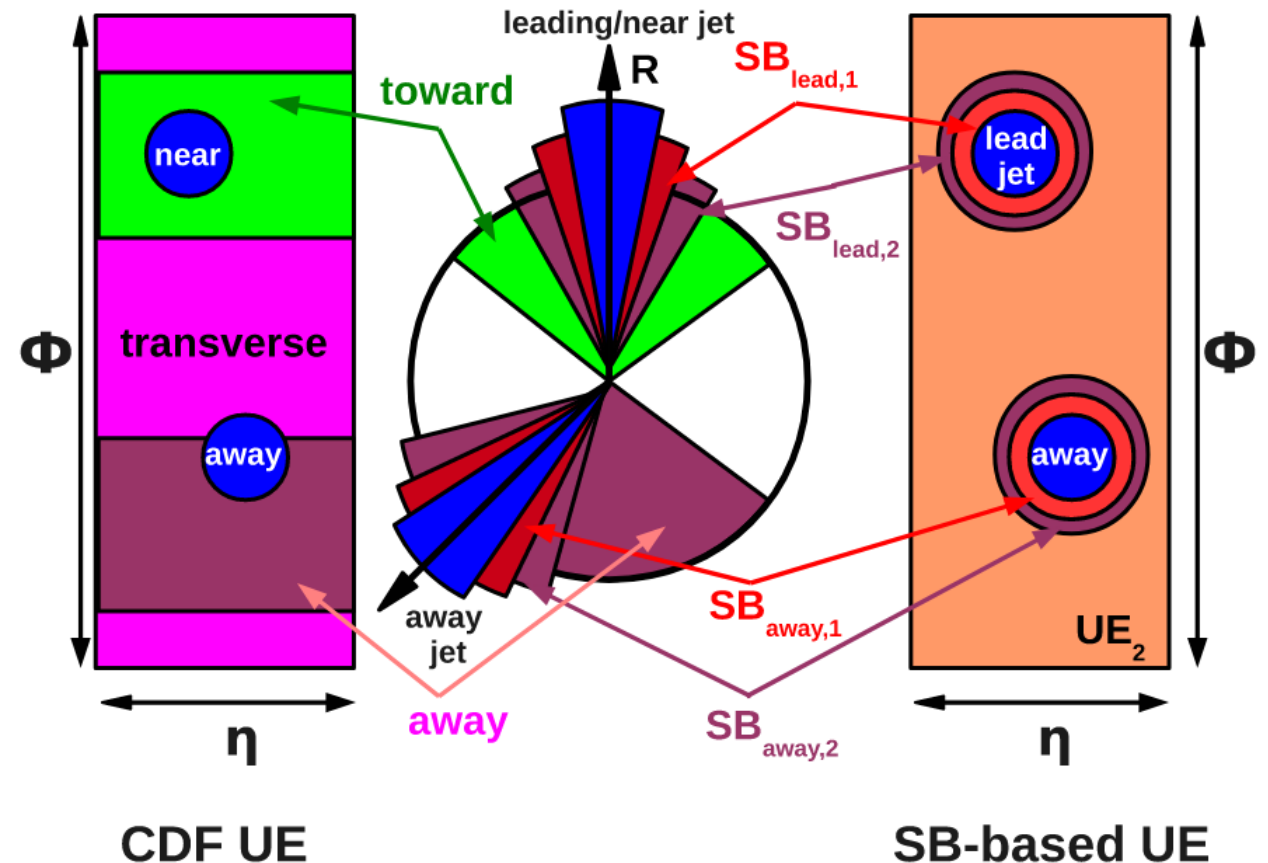 leading/near jet
R
toward
SB lead,1
near
lead
jet
SB lead,2
transverse
Φ
Φ
away
away
SB away,1
away
jet
UE 2
away
SB away,2
η
η
CDF UE
SB-based UE